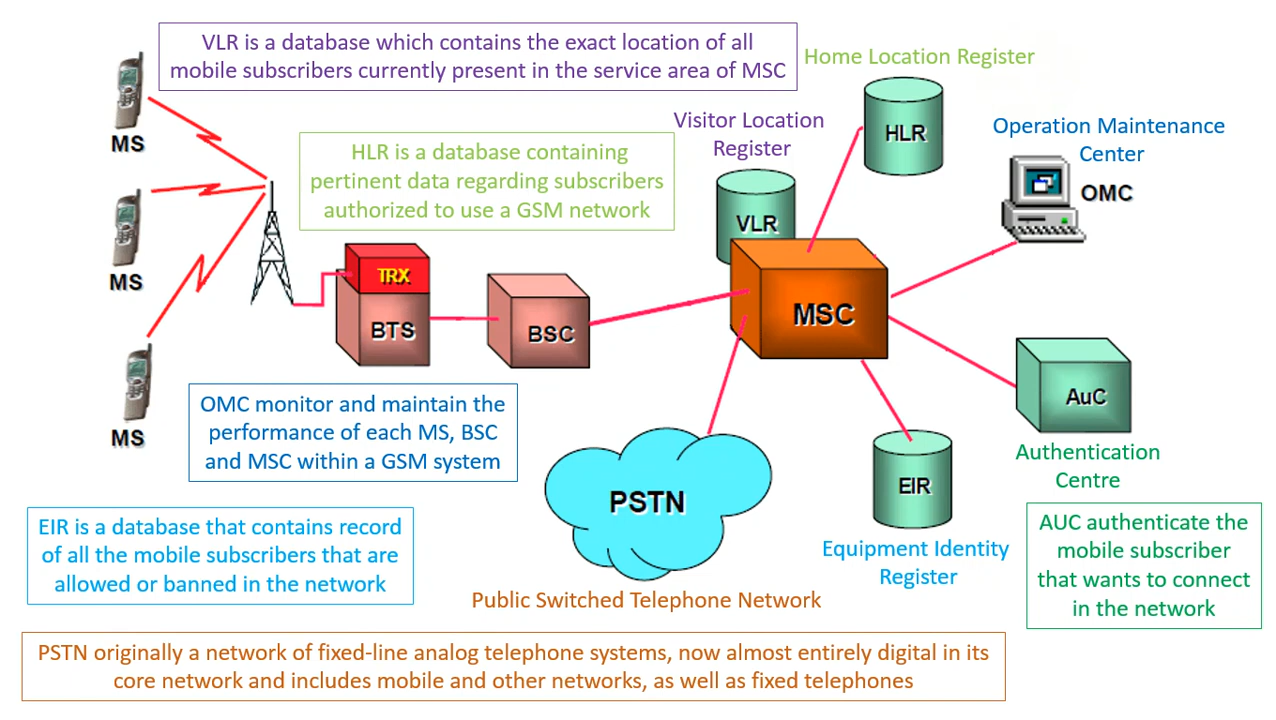 VLR is a database which contains the exact location of all
mobile subscribers currently present in the service area of MSC
Home Location Register
HLR
MS
Visitor Location
Register
VLR
Operation Maintenance
Center
OMC
HLR is a database containing
pertinent data regarding subscribers
authorized to use a GSM network
MS
TRX
BTS
BSC
MSC
MS
OMC monitor and maintain the
performance of each MS, BSC
and MSC within a GSM system
AuC
Authentication
Centre
PSTN
EIR
EIR is a database that contains record
of all the mobile subscribers that are
allowed or banned in the network
Equipment Identity
Register
AUC authenticate the
mobile subscriber
that wants to connect
in the network
Public Switched Telephone Network
PSTN originally a network of fixed-line analog telephone systems, now almost entirely digital in its
core network and includes mobile and other networks, as well as fixed telephones